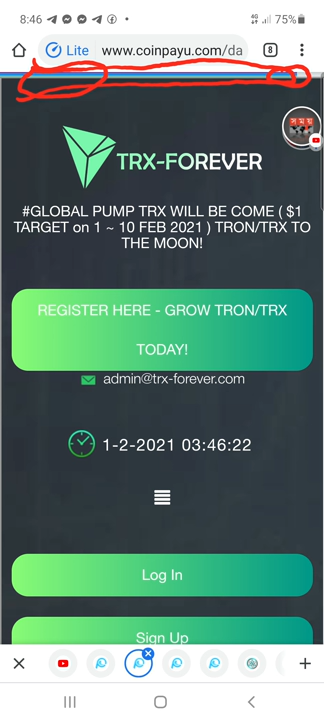 8:46
4G
75%
Lite
www.coinpayu.com/da
8
TRX-FOREVER
#GLOBAL PUMP TRX WILL BE COME ( $1
TARGET on 1 ~ 10 FEB 2021 ) TRON/TRX TO
THE MOON!
REGISTER HERE - GROW TRON/TRX
TODAY!
admin@trx-forever.com
1-2-2021 03:46:22
Log In
Sign Up